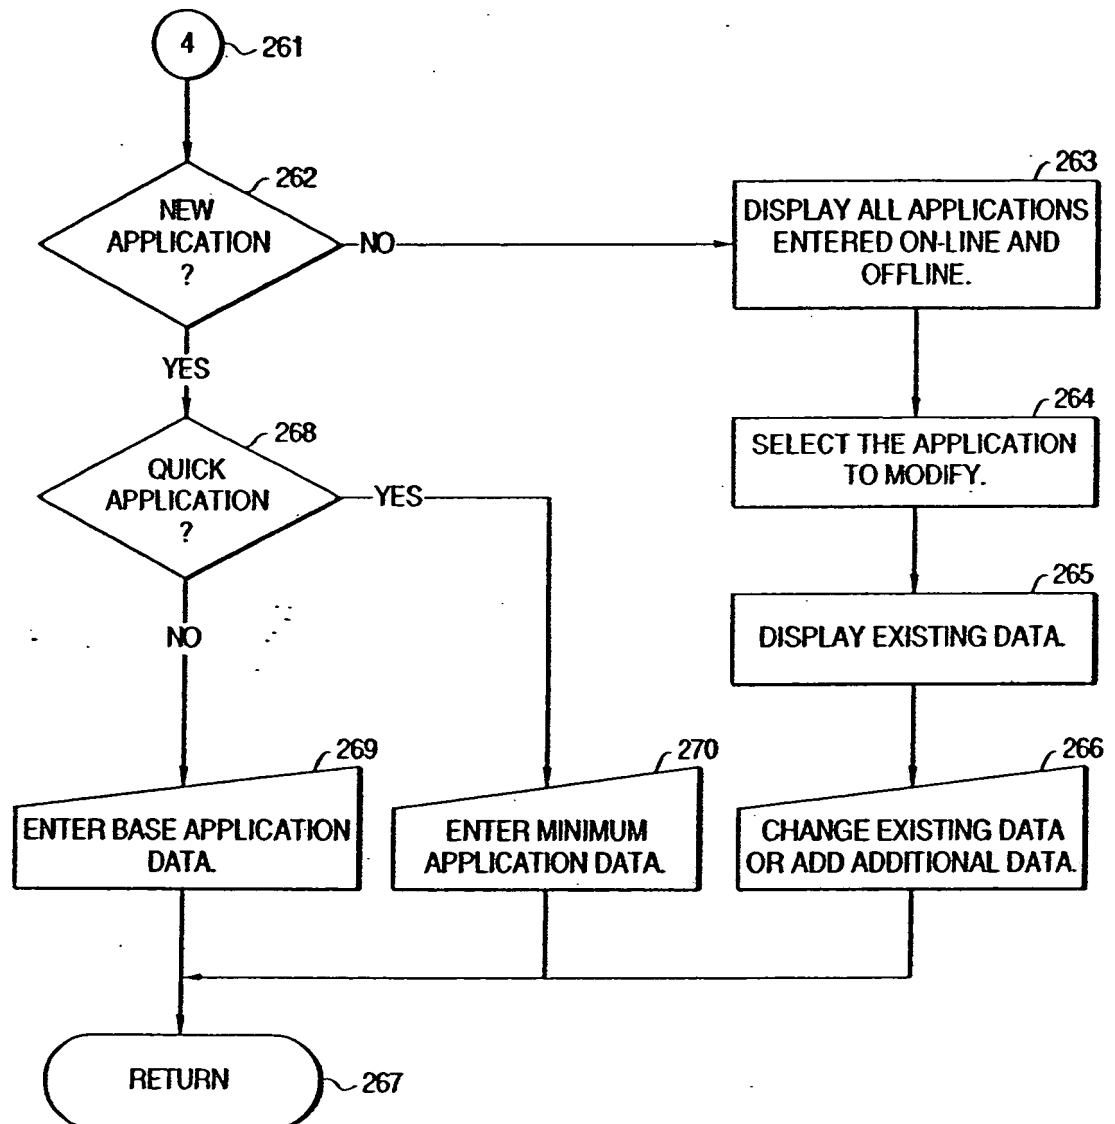 4
261
262
NEW
APPLICATION
?
NO
263
DISPLAY ALL APPLICATIONS
ENTERED ON-LINE AND
OFFLINE.
YES
264
SELECT THE APPLICATION
TO MODIFY.
268
QUICK
APPLICATION
?
YES
265
DISPLAY EXISTING DATA.
NO
269
ENTER BASE APPLICATION
DATA.
270
ENTER MINIMUM
APPLICATION DATA.
266
CHANGE EXISTING DATA
OR ADD ADDITIONAL DATA.
RETURN
267